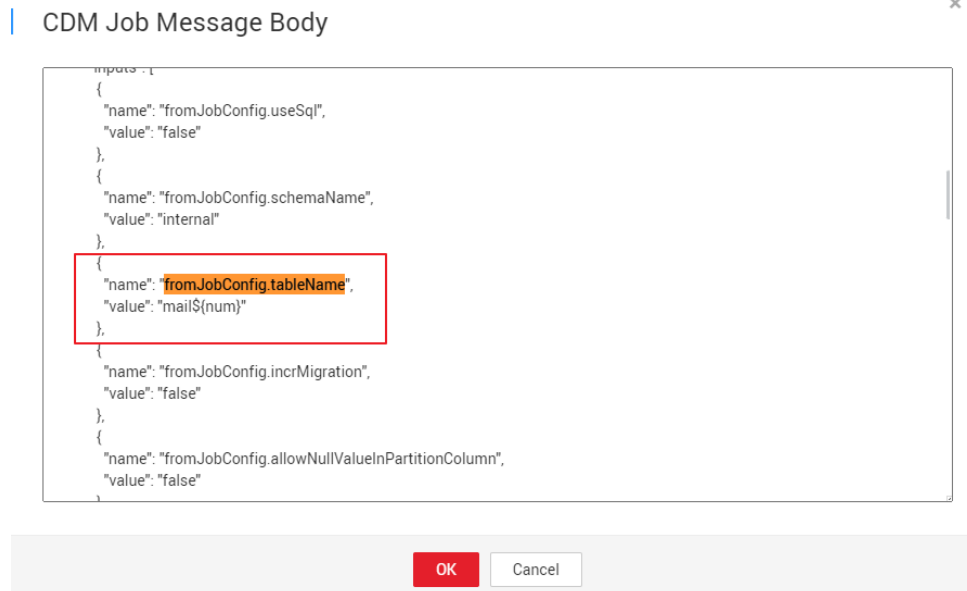 CDM Job Message Body
"inputs": [
{
"name": "fromJobConfig.useSql",
"value": "false"
},
{
"name": "fromJobConfig.schemaName",
"value": "internal"
},
{
"name": "fromJobConfig.tableName",
"value": "mail${num}"
},
{
"name": "fromJobConfig.incrMigration",
"value": "false"
},
{
"name": "fromJobConfig.allowNullValueInPartitionColumn",
"value": "false"
}
OK
Cancel